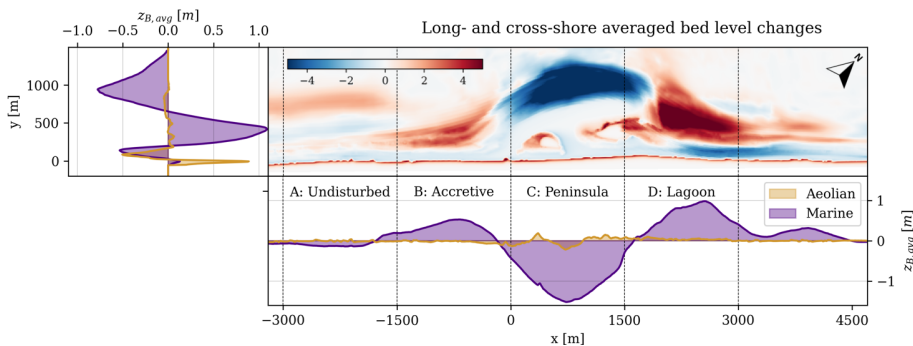 z_B,avg [m]
Long- and cross-shore averaged bed level changes
−1.0 −0.5 0.0 0.5 1.0
−4 −2 0 2 4
N
y [m]
1000
500
0
A: Undisturbed B: Accretive C: Peninsula D: Lagoon
Aeolian
Marine
1
0
−1
z_B,avg [m]
−3000 −1500 0 1500 3000 4500
x [m]